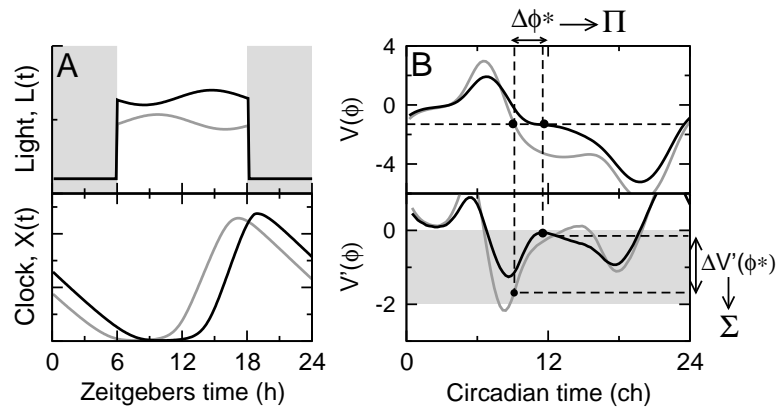 Δϕ* → Π
A
B
Light, L(t)
Clock, X(t)
0 6 12 18 24
Zeitgebers time (h)
V(ϕ)
4
0
-4
V'(ϕ)
0
-2
0 12 24
Circadian time (ch)
ΔV'(ϕ*)
Σ